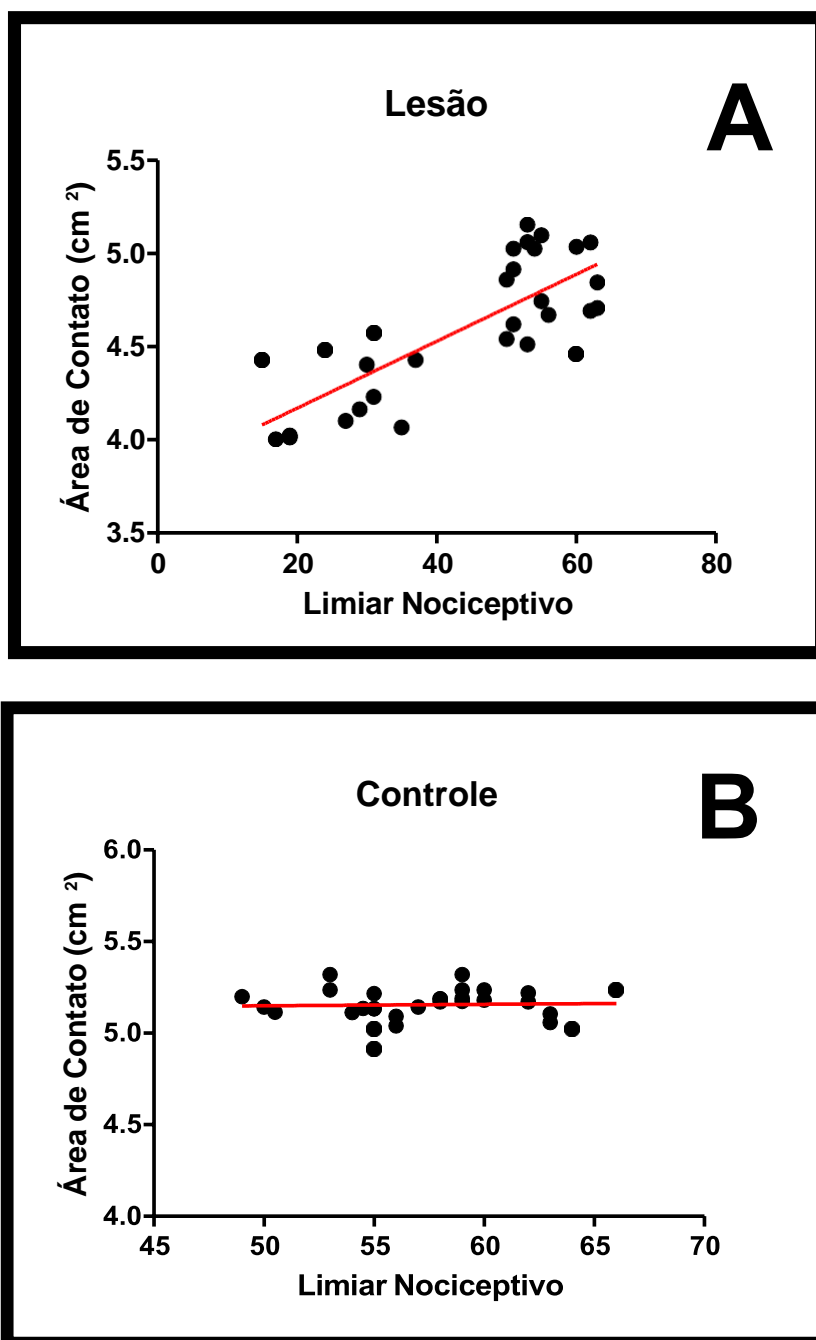 Lesão
A
5.5
5.0
4.5
4.0
3.5
Área de Contato (cm ²)
0 20 40 60 80
Limiar Nociceptivo
Controle
B
6.0
5.5
5.0
4.5
4.0
Área de Contato (cm ²)
45 50 55 60 65 70
Limiar Nociceptivo